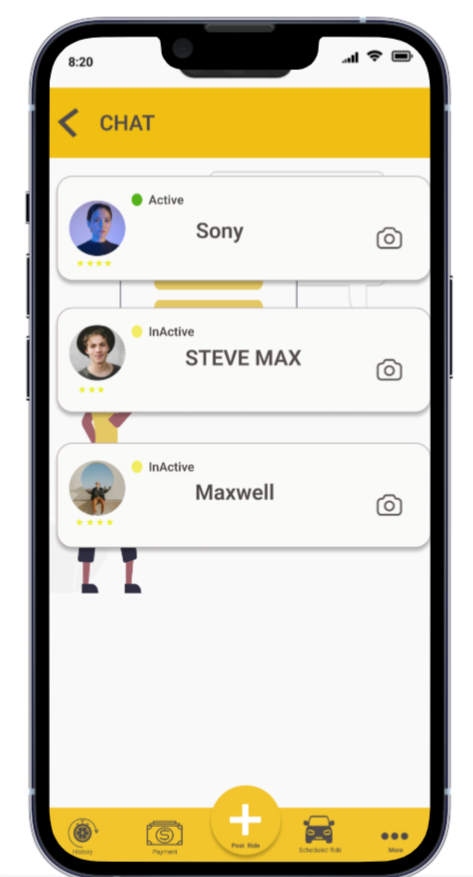 8:20
CHAT
Active
Sony
InActive
STEVE MAX
InActive
Maxwell
History
Payment
Post Ride
Scheduled Ride
More